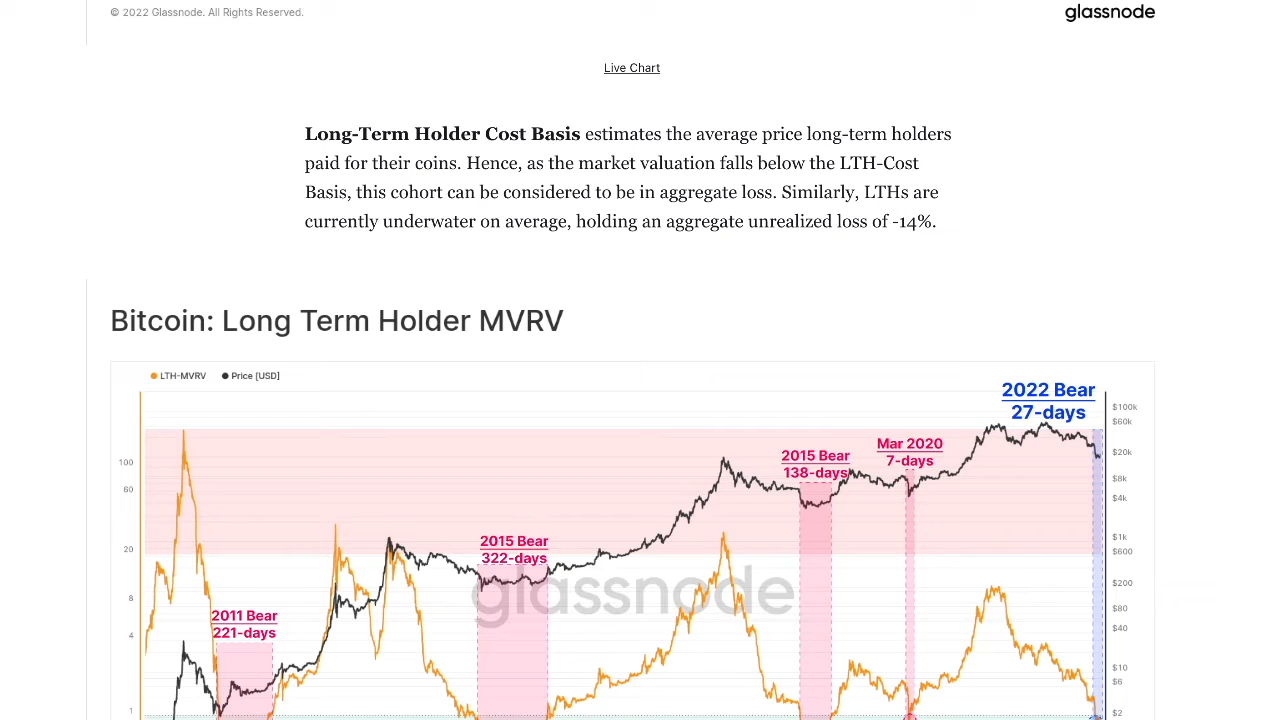 © 2022 Glassnode. All Rights Reserved.
glassnode
Live Chart
Long-Term Holder Cost Basis estimates the average price long-term holders
paid for their coins. Hence, as the market valuation falls below the LTH-Cost
Basis, this cohort can be considered to be in aggregate loss. Similarly, LTHs are
currently underwater on average, holding an aggregate unrealized loss of -14%.
Bitcoin: Long Term Holder MVRV
LTH-MVRV
Price [USD]
2022 Bear
27-days
Mar 2020
7-days
2015 Bear
138-days
2015 Bear
322-days
2011 Bear
221-days
glassnode
100
60
20
8
4
1
$100k
$60k
$20k
$8k
$4k
$1k
$600
$200
$80
$40
$10
$6
$2